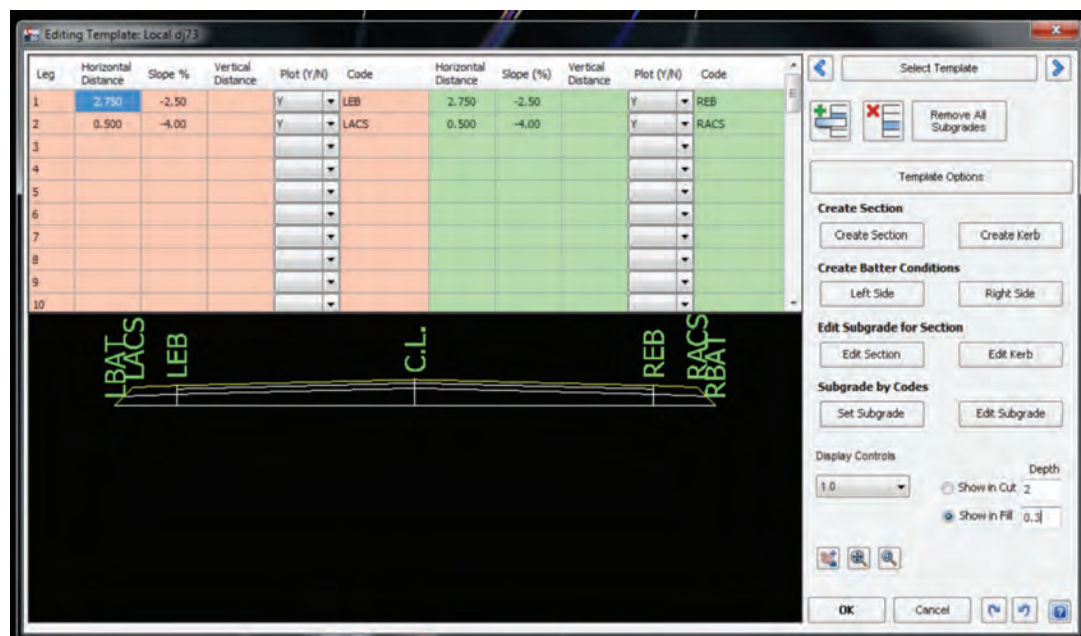 Editing Template: Local dj73
Leg Horizontal Distance Slope % Vertical Distance Plot (Y/N) Code Horizontal Distance Slope (%) Vertical Distance Plot (Y/N) Code
1 2.750 -2.50 Y LEB 2.750 -2.50 Y REB
2 0.500 -4.00 Y LACS 0.500 -4.00 Y RACS
3
4
5
6
7
8
9
10
LBAT LACS LEB C.L. REB RACS RBAT
Select Template
Remove All
Subgrades
Template Options
Create Section
Create Section Create Kerb
Create Batter Conditions
Left Side Right Side
Edit Subgrade for Section
Edit Section Edit Kerb
Subgrade by Codes
Set Subgrade Edit Subgrade
Display Controls
Depth
1.0 Show in Cut 2
Show in Fill 0.3
OK Cancel